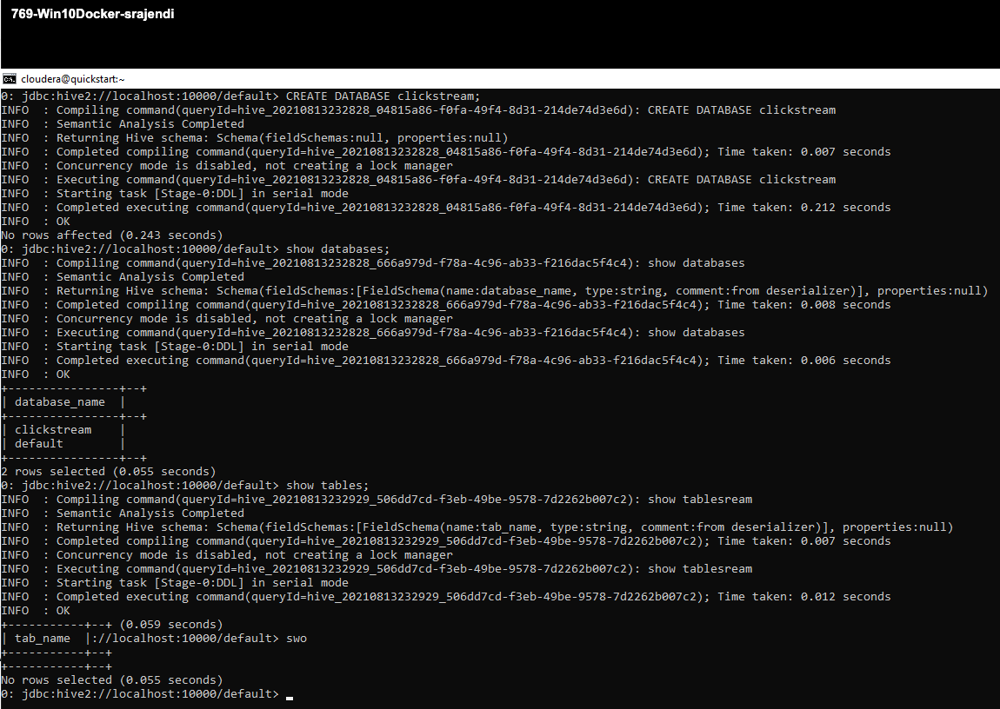 769-Win10Docker-srajendi
cloudera@quickstart:~
0: jdbc:hive2://localhost:10000/default> CREATE DATABASE clickstream;
INFO  : Compiling command(queryId=hive_20210813232828_04815a86-f0fa-49f4-8d31-214de74d3e6d): CREATE DATABASE clickstream
INFO  : Semantic Analysis Completed
INFO  : Returning Hive schema: Schema(fieldSchemas:null, properties:null)
INFO  : Completed compiling command(queryId=hive_20210813232828_04815a86-f0fa-49f4-8d31-214de74d3e6d); Time taken: 0.007 seconds
INFO  : Concurrency mode is disabled, not creating a lock manager
INFO  : Executing command(queryId=hive_20210813232828_04815a86-f0fa-49f4-8d31-214de74d3e6d): CREATE DATABASE clickstream
INFO  : Starting task [Stage-0:DDL] in serial mode
INFO  : Completed executing command(queryId=hive_20210813232828_04815a86-f0fa-49f4-8d31-214de74d3e6d); Time taken: 0.212 seconds
INFO  : OK
No rows affected (0.243 seconds)
0: jdbc:hive2://localhost:10000/default> show databases;
INFO  : Compiling command(queryId=hive_20210813232828_666a979d-f78a-4c96-ab33-f216dac5f4c4): show databases
INFO  : Semantic Analysis Completed
INFO  : Returning Hive schema: Schema(fieldSchemas:[FieldSchema(name:database_name, type:string, comment:from deserializer)], properties:null)
INFO  : Completed compiling command(queryId=hive_20210813232828_666a979d-f78a-4c96-ab33-f216dac5f4c4); Time taken: 0.008 seconds
INFO  : Concurrency mode is disabled, not creating a lock manager
INFO  : Executing command(queryId=hive_20210813232828_666a979d-f78a-4c96-ab33-f216dac5f4c4): show databases
INFO  : Starting task [Stage-0:DDL] in serial mode
INFO  : Completed executing command(queryId=hive_20210813232828_666a979d-f78a-4c96-ab33-f216dac5f4c4); Time taken: 0.006 seconds
INFO  : OK
+----------------+--+
| database_name  |
+----------------+--+
| clickstream    |
| default        |
+----------------+--+
2 rows selected (0.055 seconds)
0: jdbc:hive2://localhost:10000/default> show tables;
INFO  : Compiling command(queryId=hive_20210813232929_506dd7cd-f3eb-49be-9578-7d2262b007c2): show tablesream
INFO  : Semantic Analysis Completed
INFO  : Returning Hive schema: Schema(fieldSchemas:[FieldSchema(name:tab_name, type:string, comment:from deserializer)], properties:null)
INFO  : Completed compiling command(queryId=hive_20210813232929_506dd7cd-f3eb-49be-9578-7d2262b007c2); Time taken: 0.007 seconds
INFO  : Concurrency mode is disabled, not creating a lock manager
INFO  : Executing command(queryId=hive_20210813232929_506dd7cd-f3eb-49be-9578-7d2262b007c2): show tablesream
INFO  : Starting task [Stage-0:DDL] in serial mode
INFO  : Completed executing command(queryId=hive_20210813232929_506dd7cd-f3eb-49be-9578-7d2262b007c2); Time taken: 0.012 seconds
INFO  : OK
+-----------+--+ (0.059 seconds)
| tab_name  |://localhost:10000/default> swo
+-----------+--+
+-----------+--+
No rows selected (0.055 seconds)
0: jdbc:hive2://localhost:10000/default>